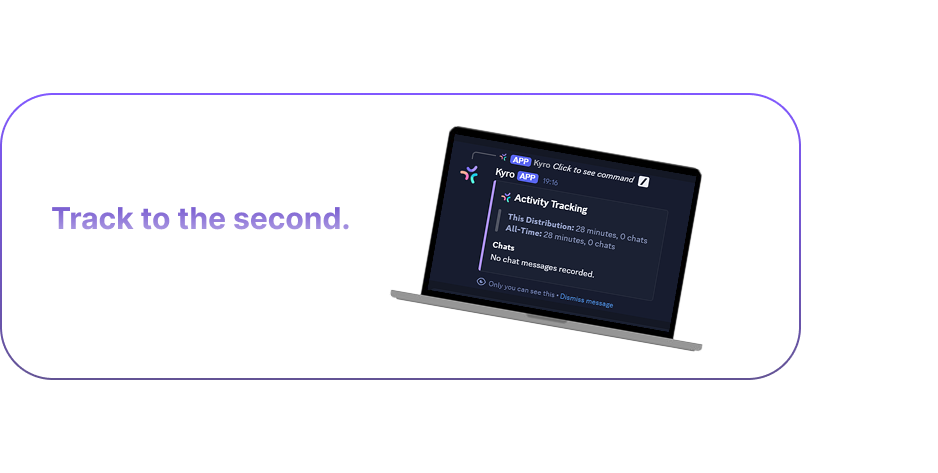 Track to the second.
APP Kyro Click to see command
Kyro APP 19:16
Activity Tracking
This Distribution: 28 minutes, 0 chats
All-Time: 28 minutes, 0 chats
Chats
No chat messages recorded.
Only you can see this • Dismiss message